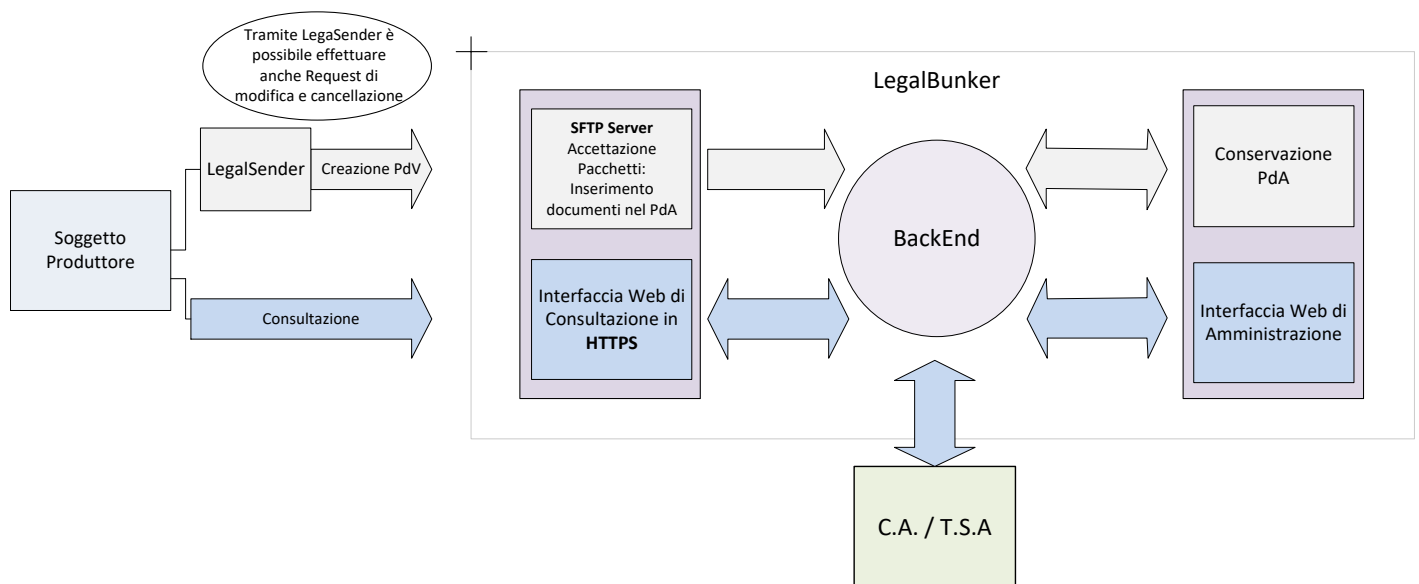 Tramite LegaSender è
possibile effettuare
anche Request di
modifica e cancellazione
LegalBunker
SFTP Server
Accettazione
Pacchetti:
Inserimento
documenti nel PdA
LegalSender
Creazione PdV
Conservazione
PdA
Soggetto
Produttore
BackEnd
Consultazione
Interfaccia Web di
Consultazione in
HTTPS
Interfaccia Web di
Amministrazione
C.A. / T.S.A